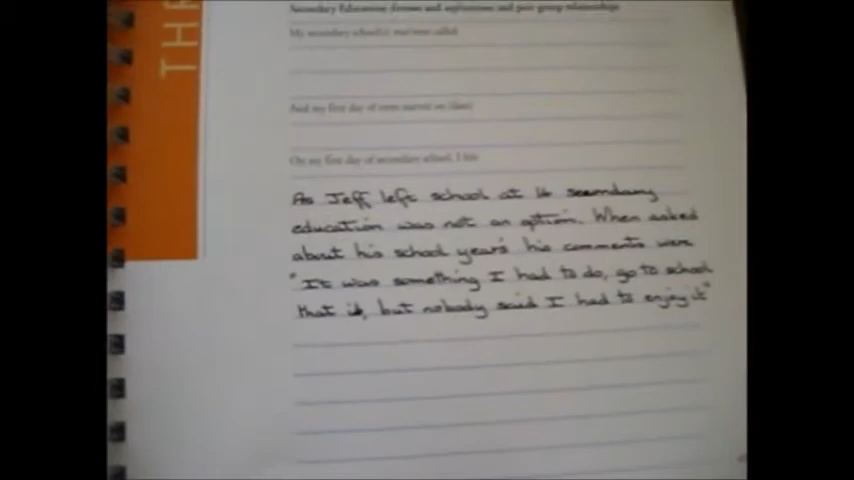 THR
Secondary Education: dreams and aspirations and peer group relationships
My secondary school(s) was/were called
And my first day of term started on (date)
On my first day of secondary school, I felt
As Jeff left school at 14 secondary
education was not an option. When asked
about his school years his comments were
"It was something I had to do, go to school
that is, but nobody said I had to enjoy it"